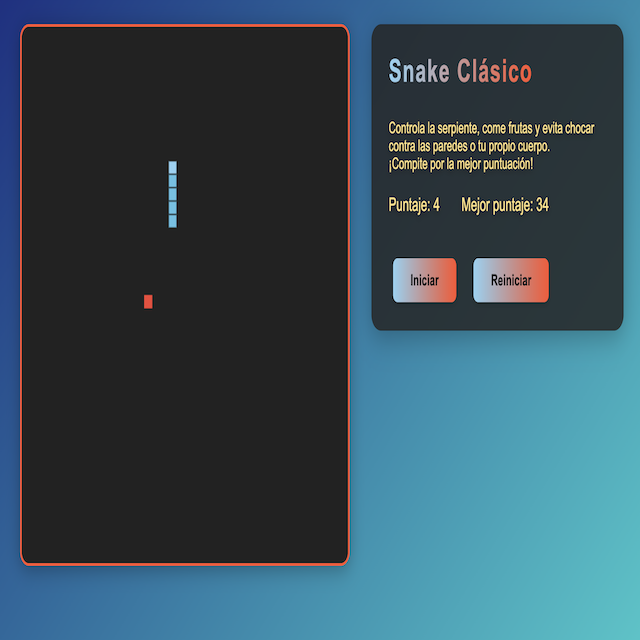 Snake Clásico
Controla la serpiente, come frutas y evita chocar
contra las paredes o tu propio cuerpo.
¡Compite por la mejor puntuación!
Puntaje: 4 Mejor puntaje: 34
Iniciar Reiniciar